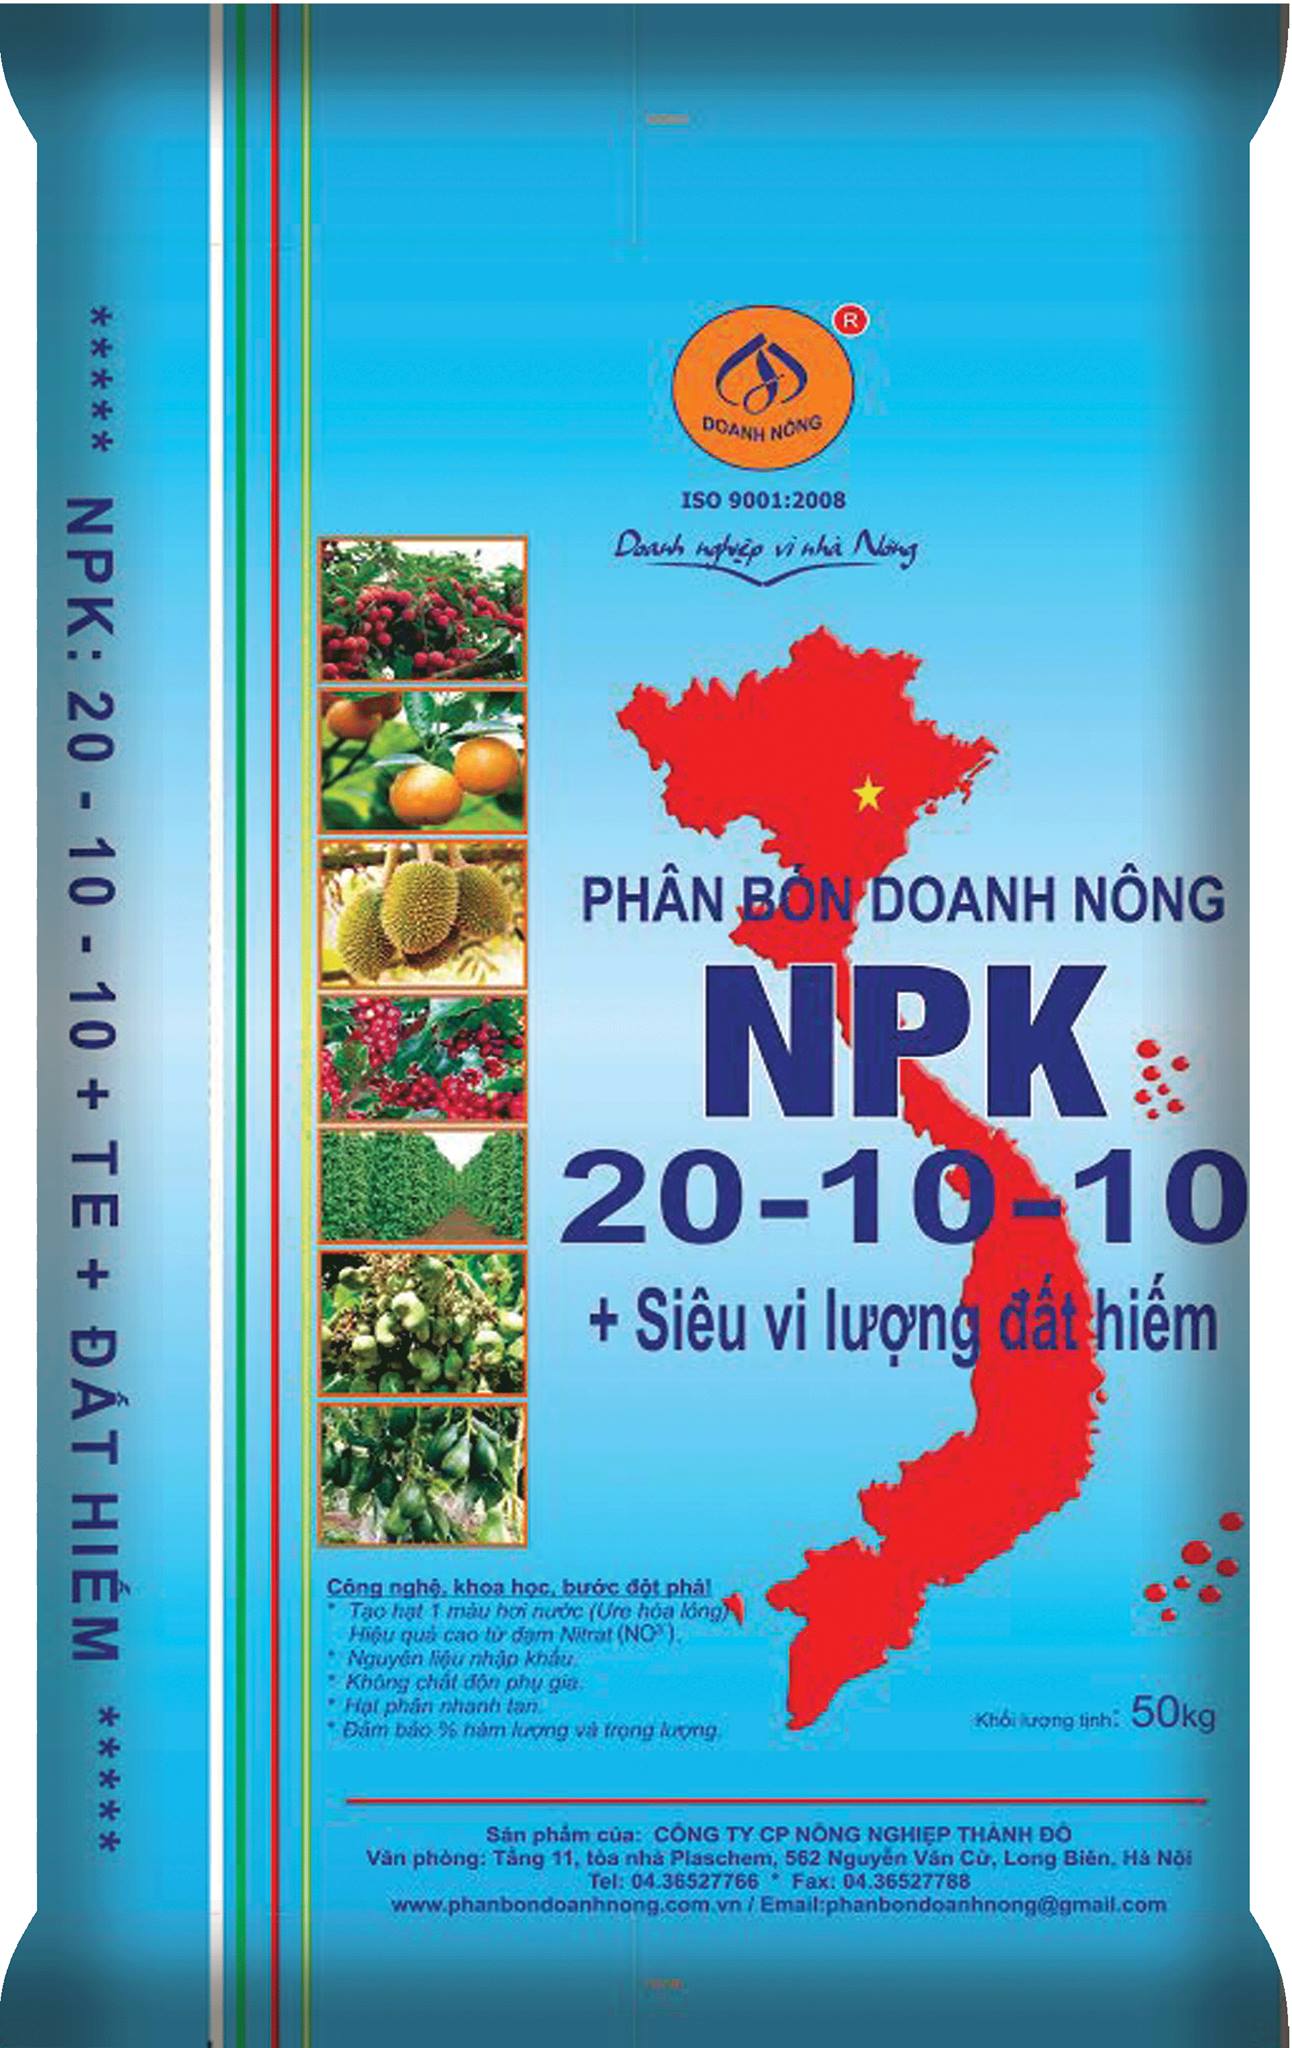 ***** NPK: 20 - 10 - 10 + TE + ĐẤT HIẾM *****
R
DOANH NÔNG
ISO 9001:2008
Doanh nghiệp vì nhà Nông
PHÂN BÓN DOANH NÔNG
NPK
20-10-10
+ Siêu vi lượng đất hiếm
Công nghệ, khoa học, bước đột phá!
* Tạo hạt 1 màu hơi nước (Ure hóa lỏng)
Hiệu quả cao từ đạm Nitrat (NO³⁻).
* Nguyên liệu nhập khẩu.
* Không chất độn phụ gia.
* Hạt phân nhanh tan.
* Đảm bảo % hàm lượng và trọng lượng.
Khối lượng tịnh: 50kg
Sản phẩm của: CÔNG TY CP NÔNG NGHIỆP THÀNH ĐÔ
Văn phòng: Tầng 11, tòa nhà Plaschem, 562 Nguyễn Văn Cừ, Long Biên, Hà Nội
Tel: 04.36527766 * Fax: 04.36527788
www.phanbondoanhnong.com.vn / Email:phanbondoanhnong@gmail.com